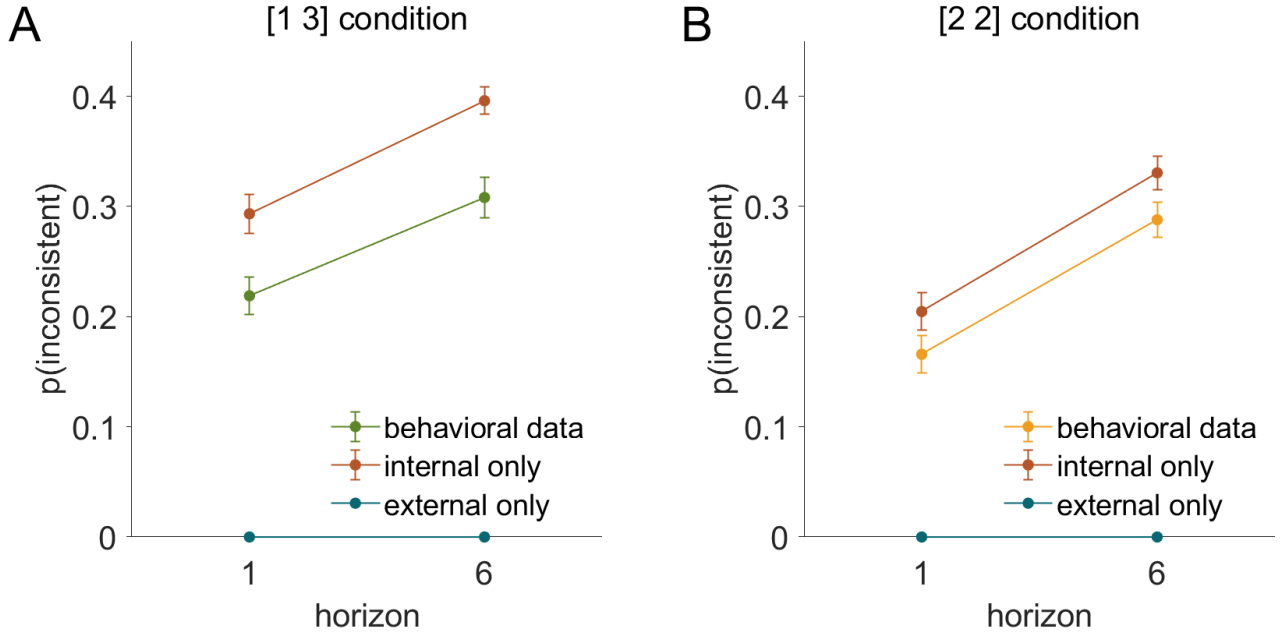 A
[1 3] condition
0.4
0.3
0.2
0.1
0
p(inconsistent)
behavioral data
internal only
external only
1 6
horizon
B
[2 2] condition
0.4
0.3
0.2
0.1
0
p(inconsistent)
behavioral data
internal only
external only
1 6
horizon